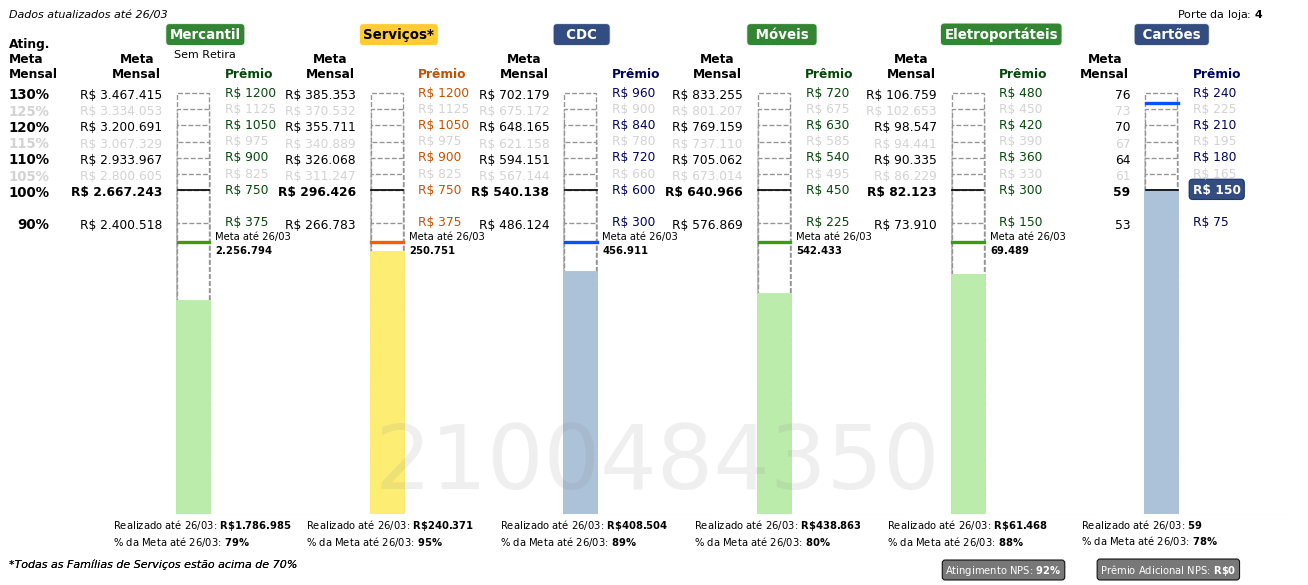 Dados atualizados até 26/03
Porte da loja: 4
Mercantil Serviços* CDC Móveis Eletroportáteis Cartões
Sem Retira
Ating. Meta Mensal
Meta Mensal Prêmio Meta Mensal Prêmio Meta Mensal Prêmio Meta Mensal Prêmio Meta Mensal Prêmio Meta Mensal Prêmio
130% R$ 3.467.415 R$ 1200 R$ 385.353 R$ 1200 R$ 702.179 R$ 960 R$ 833.255 R$ 720 R$ 106.759 R$ 480 76 R$ 240
125% R$ 3.334.053 R$ 1125 R$ 370.532 R$ 1125 R$ 675.172 R$ 900 R$ 801.207 R$ 675 R$ 102.653 R$ 450 73 R$ 225
120% R$ 3.200.691 R$ 1050 R$ 355.711 R$ 1050 R$ 648.165 R$ 840 R$ 769.159 R$ 630 R$ 98.547 R$ 420 70 R$ 210
115% R$ 3.067.329 R$ 975 R$ 340.889 R$ 975 R$ 621.158 R$ 780 R$ 737.110 R$ 585 R$ 94.441 R$ 390 67 R$ 195
110% R$ 2.933.967 R$ 900 R$ 326.068 R$ 900 R$ 594.151 R$ 720 R$ 705.062 R$ 540 R$ 90.335 R$ 360 64 R$ 180
105% R$ 2.800.605 R$ 825 R$ 311.247 R$ 825 R$ 567.144 R$ 660 R$ 673.014 R$ 495 R$ 86.229 R$ 330 61 R$ 165
100% R$ 2.667.243 R$ 750 R$ 296.426 R$ 750 R$ 540.138 R$ 600 R$ 640.966 R$ 450 R$ 82.123 R$ 300 59 R$ 150
90% R$ 2.400.518 R$ 375 R$ 266.783 R$ 375 R$ 486.124 R$ 300 R$ 576.869 R$ 225 R$ 73.910 R$ 150 53 R$ 75
Meta até 26/03 Meta até 26/03 Meta até 26/03 Meta até 26/03 Meta até 26/03
2.256.794 250.751 456.911 542.433 69.489
2100484350
Realizado até 26/03: R$1.786.985 Realizado até 26/03: R$240.371 Realizado até 26/03: R$408.504 Realizado até 26/03: R$438.863 Realizado até 26/03: R$61.468 Realizado até 26/03: 59
% da Meta até 26/03: 79% % da Meta até 26/03: 95% % da Meta até 26/03: 89% % da Meta até 26/03: 80% % da Meta até 26/03: 88% % da Meta até 26/03: 78%
*Todas as Famílias de Serviços estão acima de 70%
Atingimento NPS: 92% Prêmio Adicional NPS: R$0